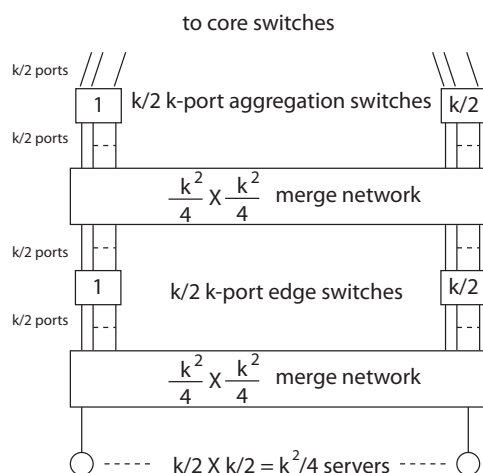 to core switches
k/2 ports
1 k/2 k-port aggregation switches k/2
k/2 ports
k²/4 X k²/4 merge network
k/2 ports
1 k/2 k-port edge switches k/2
k/2 ports
k²/4 X k²/4 merge network
k/2 X k/2 = k²/4 servers